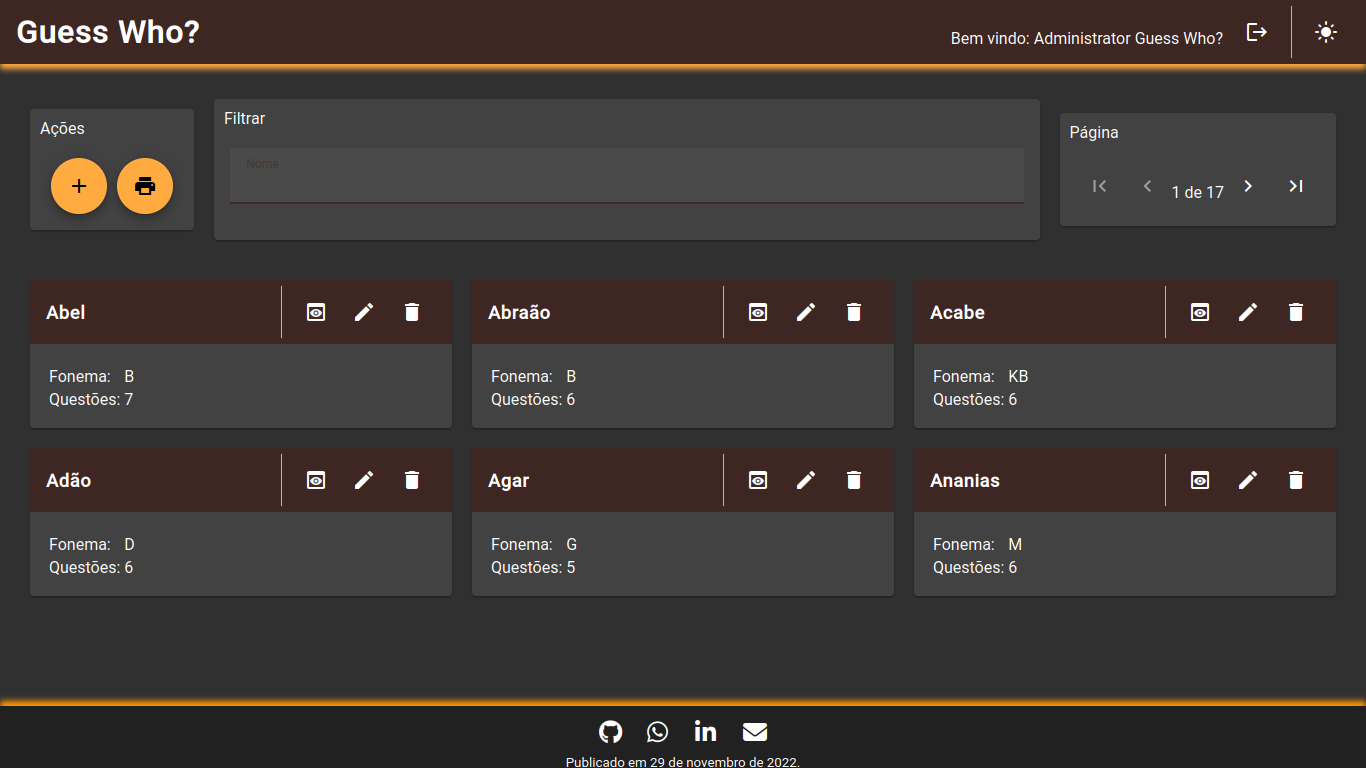 Guess Who?
Bem vindo: Administrator Guess Who?
Ações
Filtrar
Nome
Página
1 de 17
Abel
Fonema: B
Questões: 7
Abraão
Fonema: B
Questões: 6
Acabe
Fonema: KB
Questões: 6
Adão
Fonema: D
Questões: 6
Agar
Fonema: G
Questões: 5
Ananias
Fonema: M
Questões: 6
Publicado em 29 de novembro de 2022.